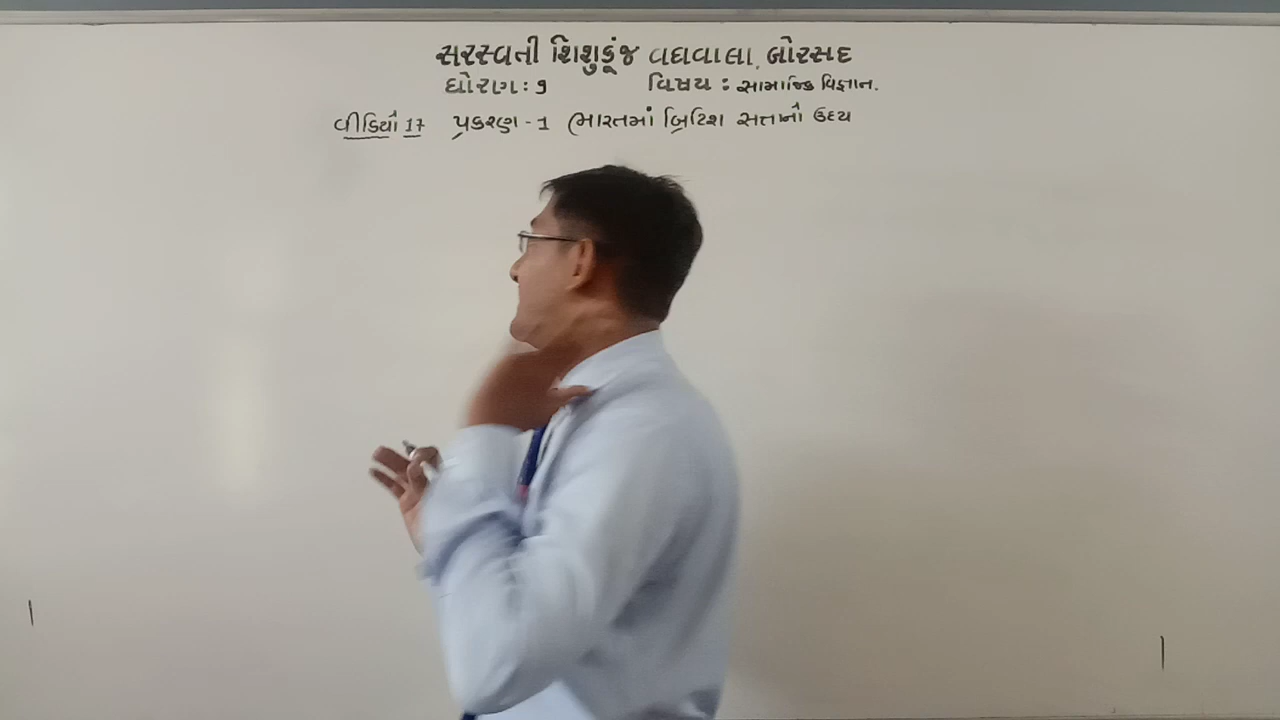 સરસ્વતી શિશુકૂંજ વઘવાલા, બોરસદ
ધોરણ : ૭ વિષય : સામાજિક વિજ્ઞાન.
વીડિયો 17 પ્રકરણ - 1 ભારતમાં બ્રિટિશ સત્તાનો ઉદય